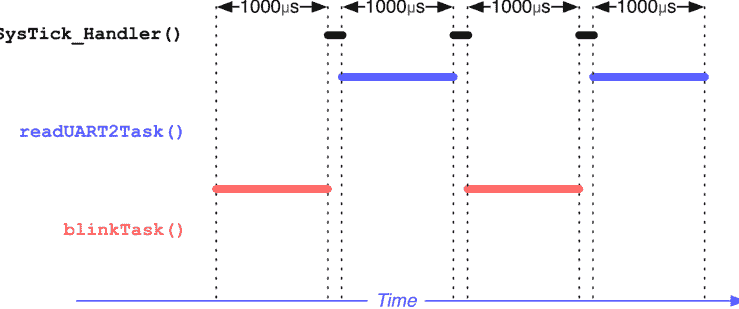 1000µs 1000µs 1000µs 1000µs
SysTick_Handler()
readUART2Task()
blinkTask()
Time